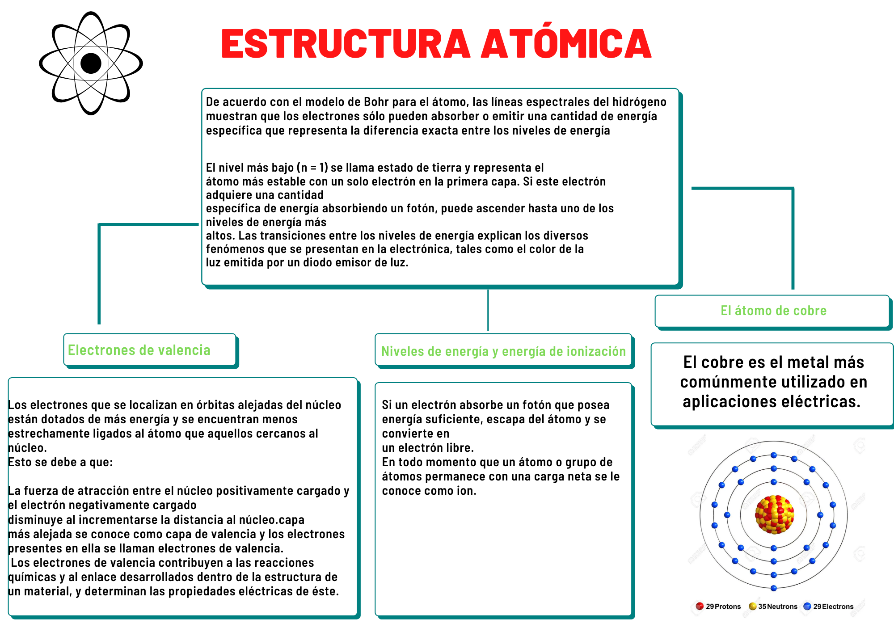 ESTRUCTURA ATÓMICA
De acuerdo con el modelo de Bohr para el átomo, las líneas espectrales del hidrógeno
muestran que los electrones sólo pueden absorber o emitir una cantidad de energía
específica que representa la diferencia exacta entre los niveles de energía
El nivel más bajo (n = 1) se llama estado de tierra y representa el
átomo más estable con un solo electrón en la primera capa. Si este electrón
adquiere una cantidad
específica de energía absorbiendo un fotón, puede ascender hasta uno de los
niveles de energía más
altos. Las transiciones entre los niveles de energía explican los diversos
fenómenos que se presentan en la electrónica, tales como el color de la
luz emitida por un diodo emisor de luz.
Electrones de valencia
Los electrones que se localizan en órbitas alejadas del núcleo
están dotados de más energía y se encuentran menos
estrechamente ligados al átomo que aquellos cercanos al
núcleo.
Esto se debe a que:
La fuerza de atracción entre el núcleo positivamente cargado y
el electrón negativamente cargado
disminuye al incrementarse la distancia al núcleo.capa
más alejada se conoce como capa de valencia y los electrones
presentes en ella se llaman electrones de valencia.
Los electrones de valencia contribuyen a las reacciones
químicas y al enlace desarrollados dentro de la estructura de
un material, y determinan las propiedades eléctricas de éste.
Niveles de energía y energía de ionización
Si un electrón absorbe un fotón que posea
energía suficiente, escapa del átomo y se
convierte en
un electrón libre.
En todo momento que un átomo o grupo de
átomos permanece con una carga neta se le
conoce como ion.
El átomo de cobre
El cobre es el metal más
comúnmente utilizado en
aplicaciones eléctricas.
29 Protons 35 Neutrons 29 Electrons